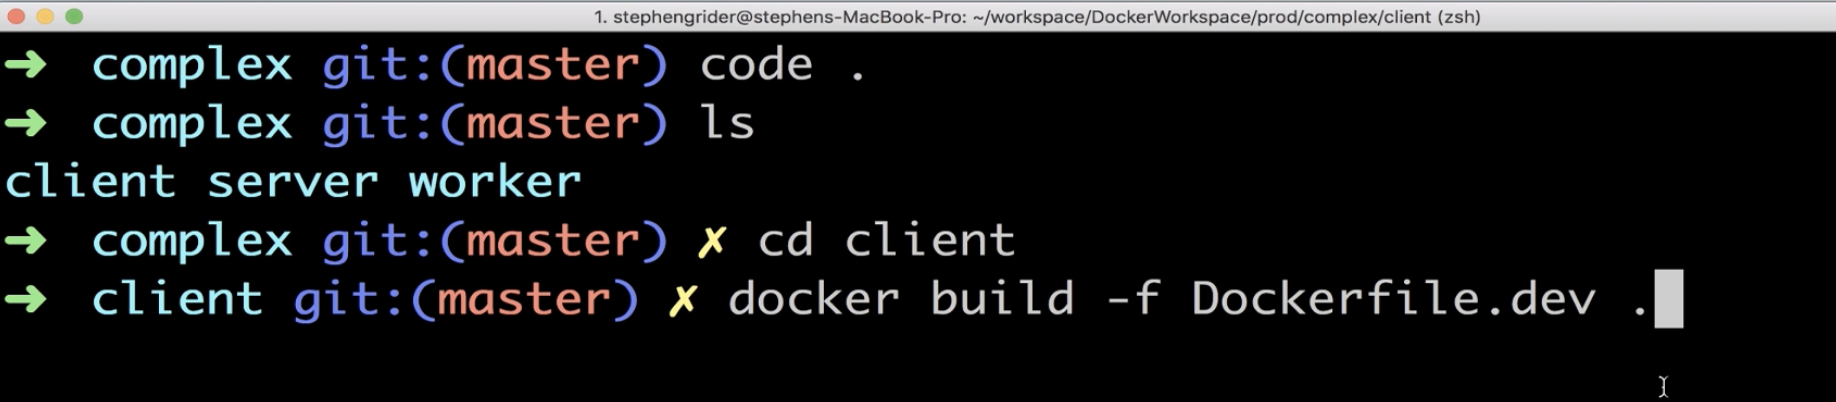 1. stephengrider@stephens-MacBook-Pro: ~/workspace/DockerWorkspace/prod/complex/client (zsh)
➜ complex git:(master) code .
➜ complex git:(master) ls
client server worker
➜ complex git:(master) ✗ cd client
➜ client git:(master) ✗ docker build -f Dockerfile.dev .